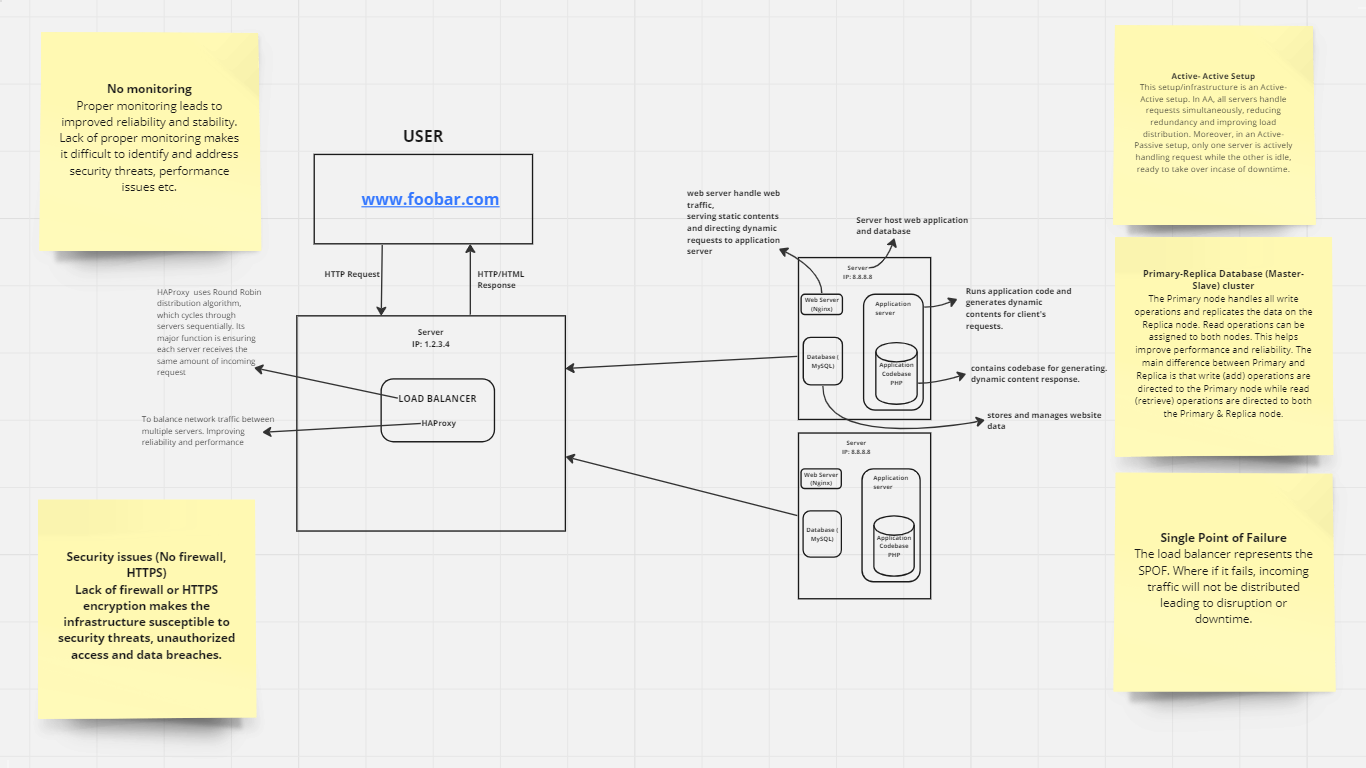 No monitoring
Proper monitoring leads to
improved reliability and stability.
Lack of proper monitoring makes
it difficult to identify and address
security threats, performance
issues etc.
USER
www.foobar.com
HTTP Request
HTTP/HTML
Response
HAProxy uses Round Robin
distribution algorithm,
which cycles through
servers sequentially. Its
major function is ensuring
each server receives the
same amount of incoming
request
To balance network traffic between
multiple servers. Improving
reliability and performance
Server
IP: 1.2.3.4
LOAD BALANCER
HAProxy
Security issues (No firewall,
HTTPS)
Lack of firewall or HTTPS
encryption makes the
infrastructure susceptible to
security threats, unauthorized
access and data breaches.
web server handle web
traffic,
serving static contents
and directing dynamic
requests to application
server
Server host web application
and database
Server
IP: 8.8.8.8
Web Server
(Nginx)
Application
server
Database (
MySQL)
Application
Codebase
PHP
Runs application code and
generates dynamic
contents for client's
requests.
contains codebase for generating.
dynamic content response.
stores and manages website
data
Server
IP: 8.8.8.8
Web Server
(Nginx)
Application
server
Database (
MySQL)
Application
Codebase
PHP
Active- Active Setup
This setup/infrastructure is an Active-
Active setup. In AA, all servers handle
requests simultaneously, reducing
redundancy and improving load
distribution. Moreover, in an Active-
Passive setup, only one server is actively
handling request while the other is idle,
ready to take over incase of downtime.
Primary-Replica Database (Master-
Slave) cluster
The Primary node handles all write
operations and replicates the data on the
Replica node. Read operations can be
assigned to both nodes. This helps
improve performance and reliability. The
main difference between Primary and
Replica is that write (add) operations are
directed to the Primary node while read
(retrieve) operations are directed to both
the Primary & Replica node.
Single Point of Failure
The load balancer represents the
SPOF. Where if it fails, incoming
traffic will not be distributed
leading to disruption or
downtime.